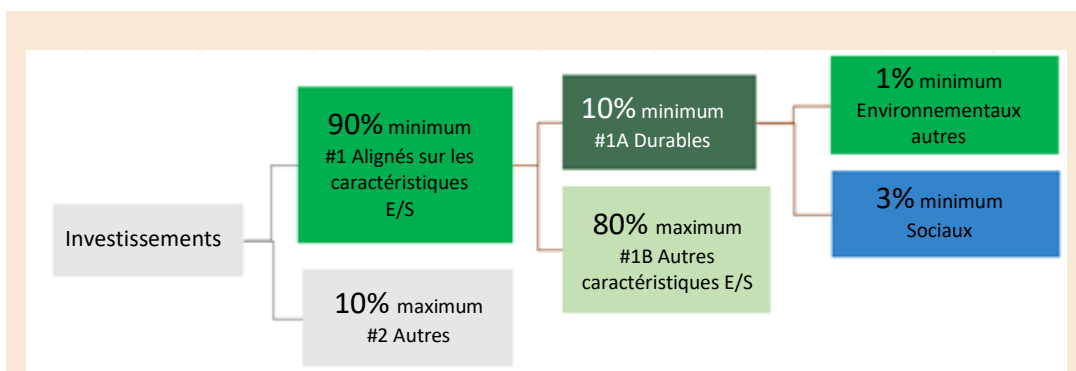 Investissements
90% minimum
#1 Alignés sur les
caractéristiques
E/S
10% maximum
#2 Autres
10% minimum
#1A Durables
80% maximum
#1B Autres
caractéristiques E/S
1% minimum
Environnementaux
autres
3% minimum
Sociaux